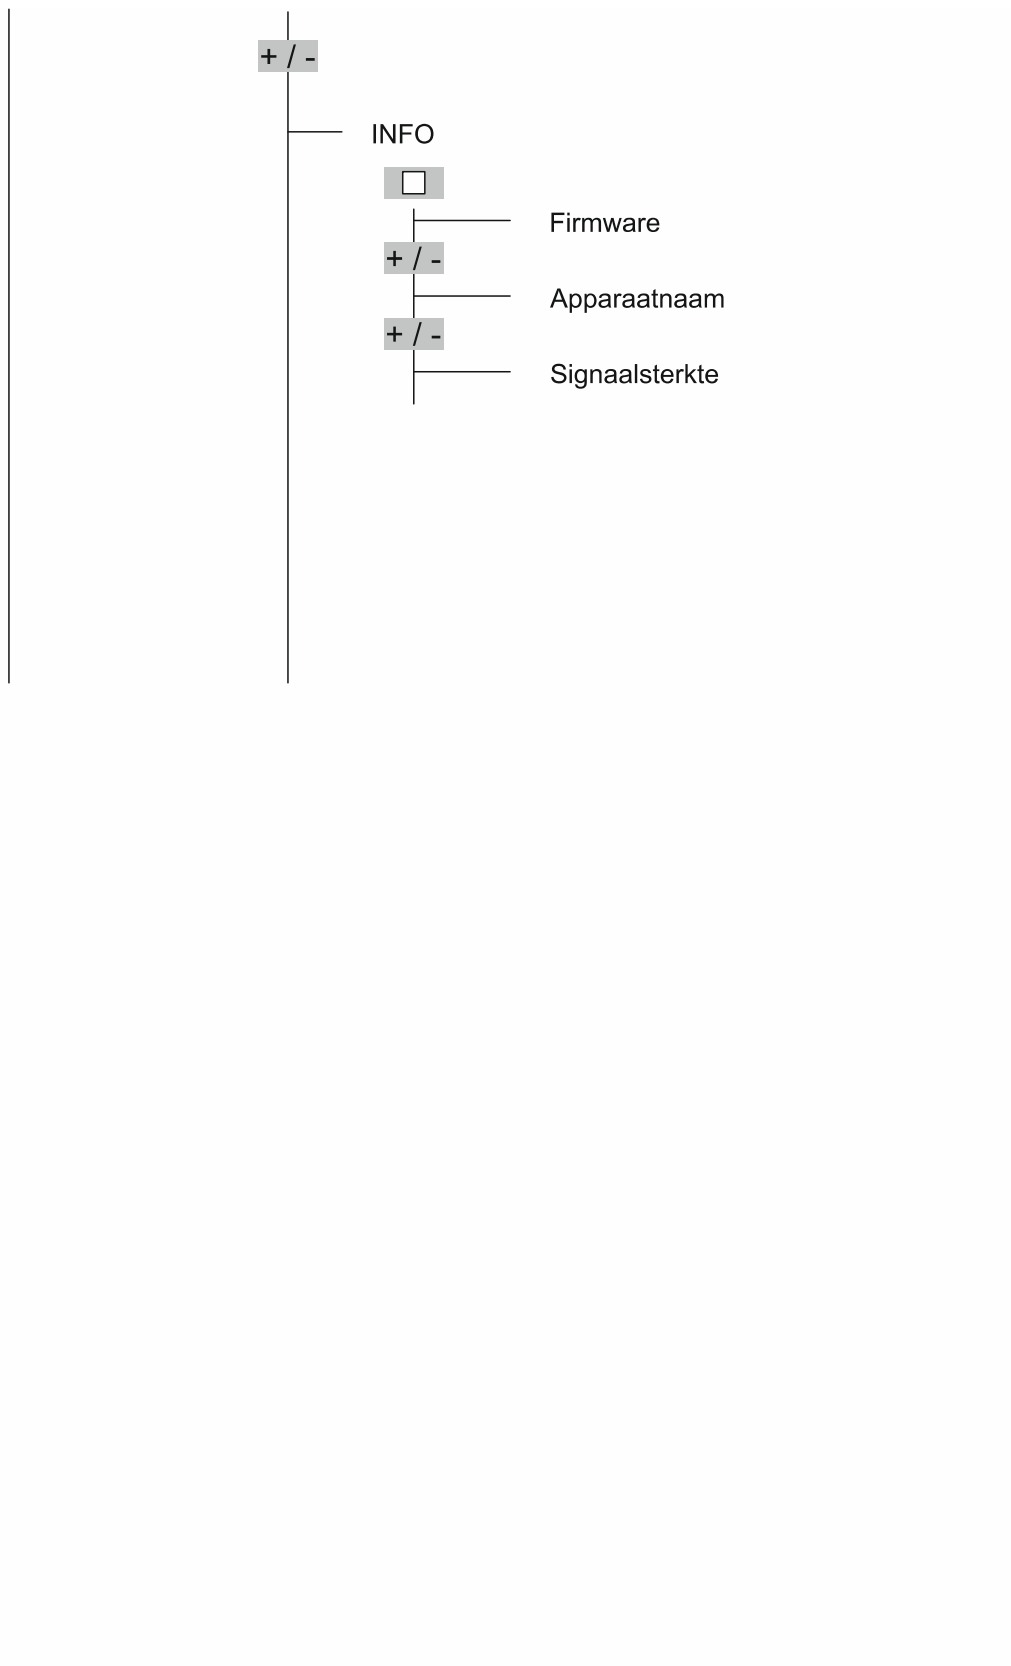 + / -
INFO
Firmware
+ / -
Apparaatnaam
+ / -
Signaalsterkte